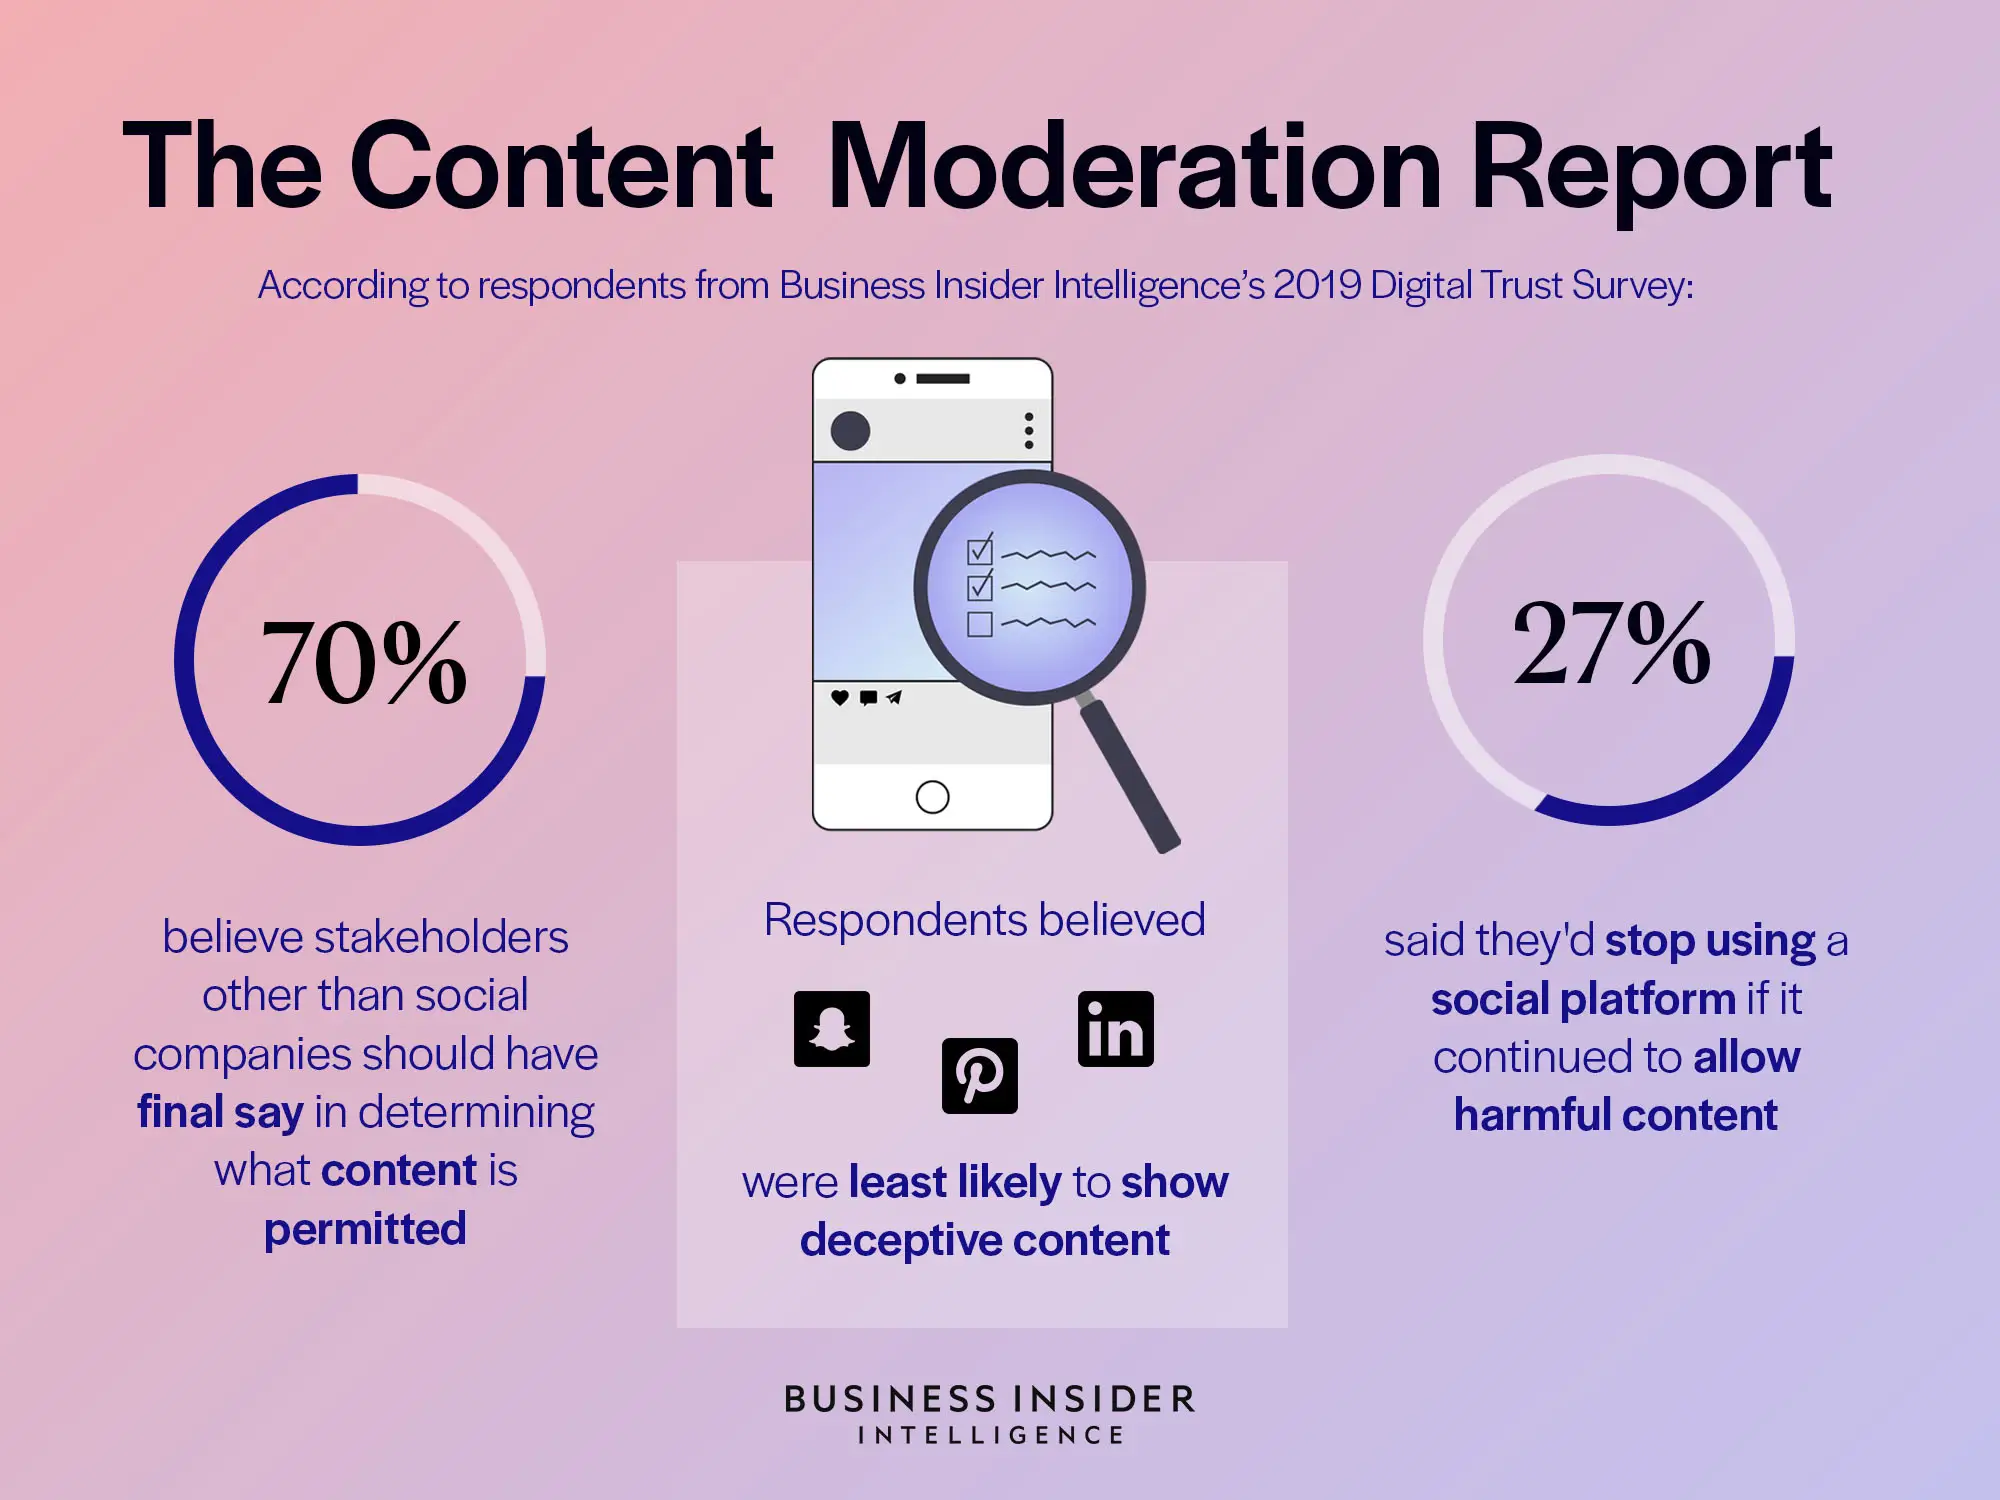 The Content  Moderation Report
According to respondents from Business Insider Intelligence’s 2019 Digital Trust Survey:
70%
believe stakeholders
other than social
companies should have
final say in determining
what content is
permitted
Respondents believed
in
were least likely to show
deceptive content
27%
said they'd stop using a
social platform if it
continued to allow
harmful content
BUSINESS INSIDER
INTELLIGENCE